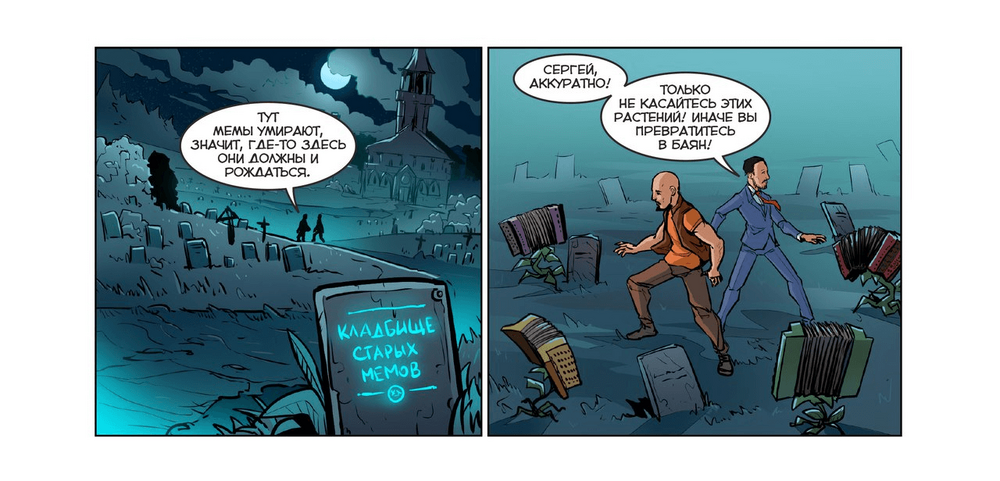 ТУТ
МЕМЫ УМИРАЮТ,
ЗНАЧИТ, ГДЕ-ТО ЗДЕСЬ
ОНИ ДОЛЖНЫ И
РОЖДАТЬСЯ.
КЛАДБИЩЕ
СТАРЫХ
МЕМОВ
СЕРГЕЙ,
АККУРАТНО!
ТОЛЬКО
НЕ КАСАЙТЕСЬ ЭТИХ
РАСТЕНИЙ! ИНАЧЕ ВЫ
ПРЕВРАТИТЕСЬ
В БАЯН!